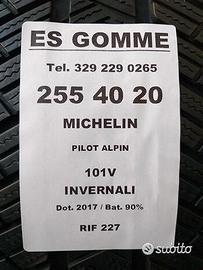 ES GOMME
Tel. 329 229 0265
255 40 20
MICHELIN
PILOT ALPIN
101V
INVERNALI
Dot. 2017 / Bat. 90%
RIF 227
subito